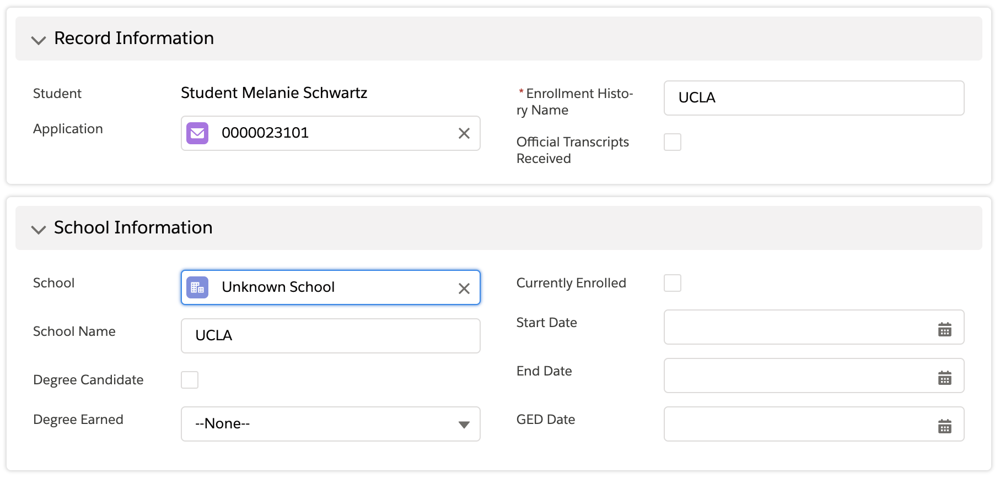 Record Information
Student
Student Melanie Schwartz
Application
0000023101
*Enrollment Histo-
ry Name
UCLA
Official Transcripts
Received
School Information
School
Unknown School
School Name
UCLA
Degree Candidate
Degree Earned
--None--
Currently Enrolled
Start Date
End Date
GED Date